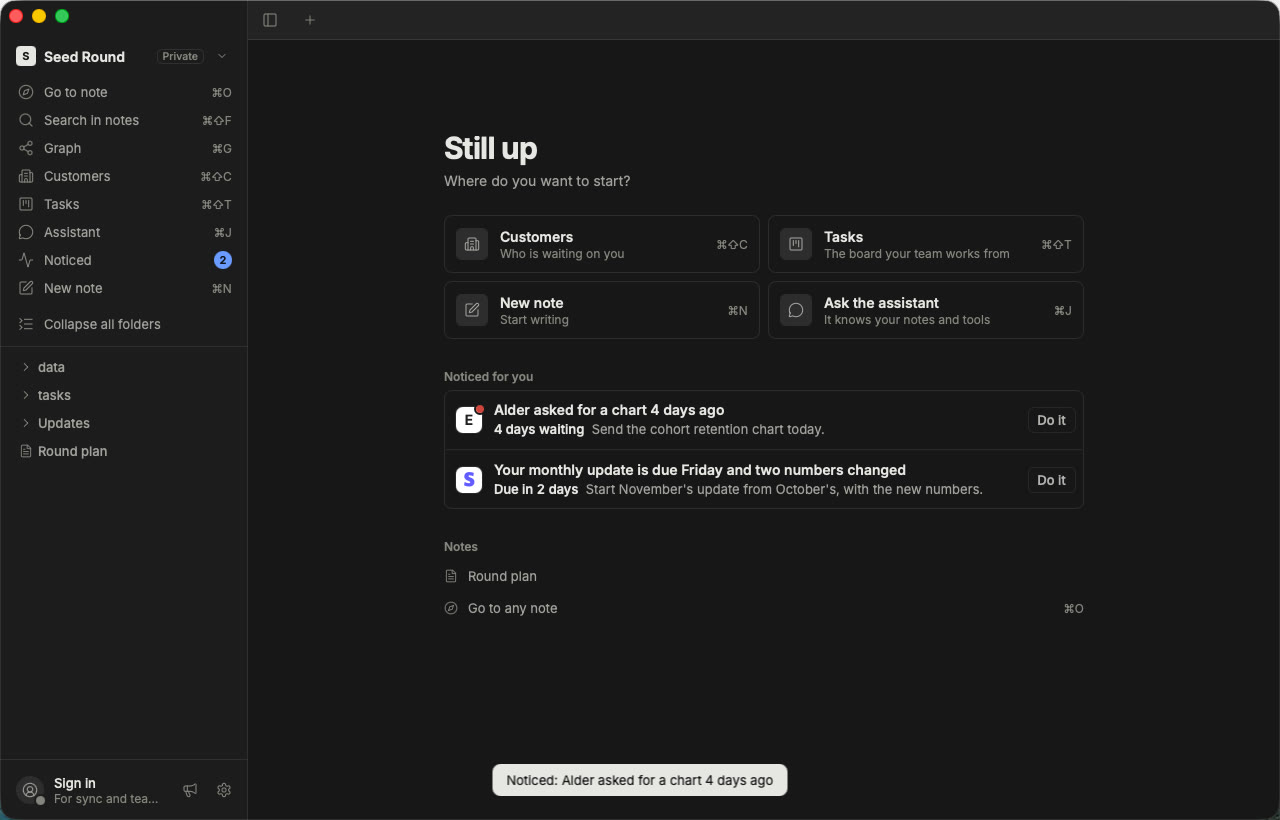 S Seed Round Private
Go to note ⌘O
Search in notes ⌘⇧F
Graph ⌘G
Customers ⌘⇧C
Tasks ⌘⇧T
Assistant ⌘J
Noticed 2
New note ⌘N
Collapse all folders
data
tasks
Updates
Round plan
Sign in
For sync and tea...
Still up
Where do you want to start?
Customers ⌘⇧C
Who is waiting on you
Tasks ⌘⇧T
The board your team works from
New note ⌘N
Start writing
Ask the assistant ⌘J
It knows your notes and tools
Noticed for you
E Alder asked for a chart 4 days ago
4 days waiting Send the cohort retention chart today.
Do it
S Your monthly update is due Friday and two numbers changed
Due in 2 days Start November's update from October's, with the new numbers.
Do it
Notes
Round plan
Go to any note ⌘O
Noticed: Alder asked for a chart 4 days ago